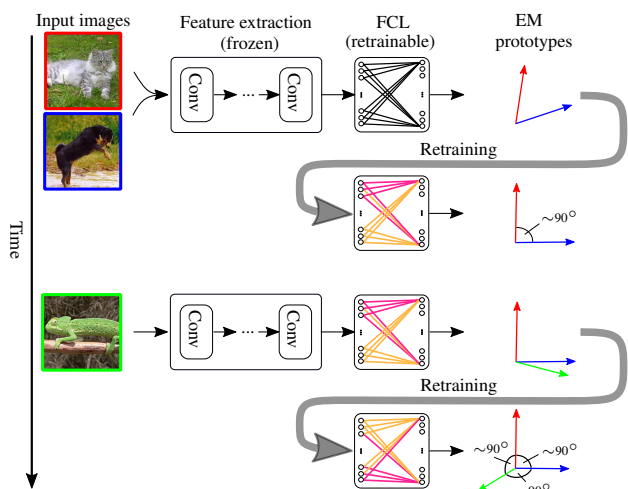 Input images
Feature extraction
(frozen)
FCL
(retrainable)
EM
prototypes
Conv
...
Conv
Retraining
~90°
Time
Conv
...
Conv
Retraining
~90°
~90°
~90°